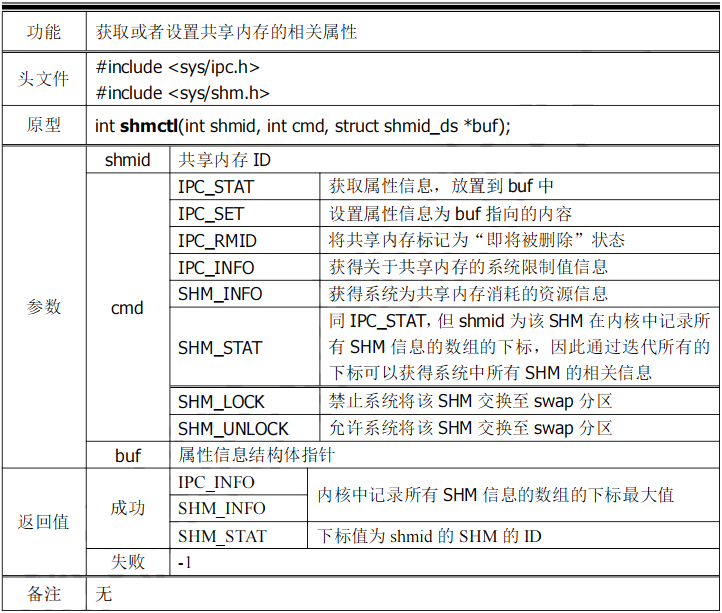 功能 获取或者设置共享内存的相关属性
头文件 #include <sys/ipc.h>
#include <sys/shm.h>
原型 int shmctl(int shmid, int cmd, struct shmid_ds *buf);
参数 shmid 共享内存 ID
cmd IPC_STAT 获取属性信息，放置到 buf 中
IPC_SET 设置属性信息为 buf 指向的内容
IPC_RMID 将共享内存标记为“即将被删除”状态
IPC_INFO 获得关于共享内存的系统限制值信息
SHM_INFO 获得系统为共享内存消耗的资源信息
SHM_STAT 同 IPC_STAT，但 shmid 为该 SHM 在内核中记录所
有 SHM 信息的数组的下标，因此通过迭代所有的
下标可以获得系统中所有 SHM 的相关信息
SHM_LOCK 禁止系统将该 SHM 交换至 swap 分区
SHM_UNLOCK 允许系统将该 SHM 交换至 swap 分区
buf 属性信息结构体指针
返回值 成功 IPC_INFO 内核中记录所有 SHM 信息的数组的下标最大值
SHM_INFO
SHM_STAT 下标值为 shmid 的 SHM 的 ID
失败 -1
备注 无